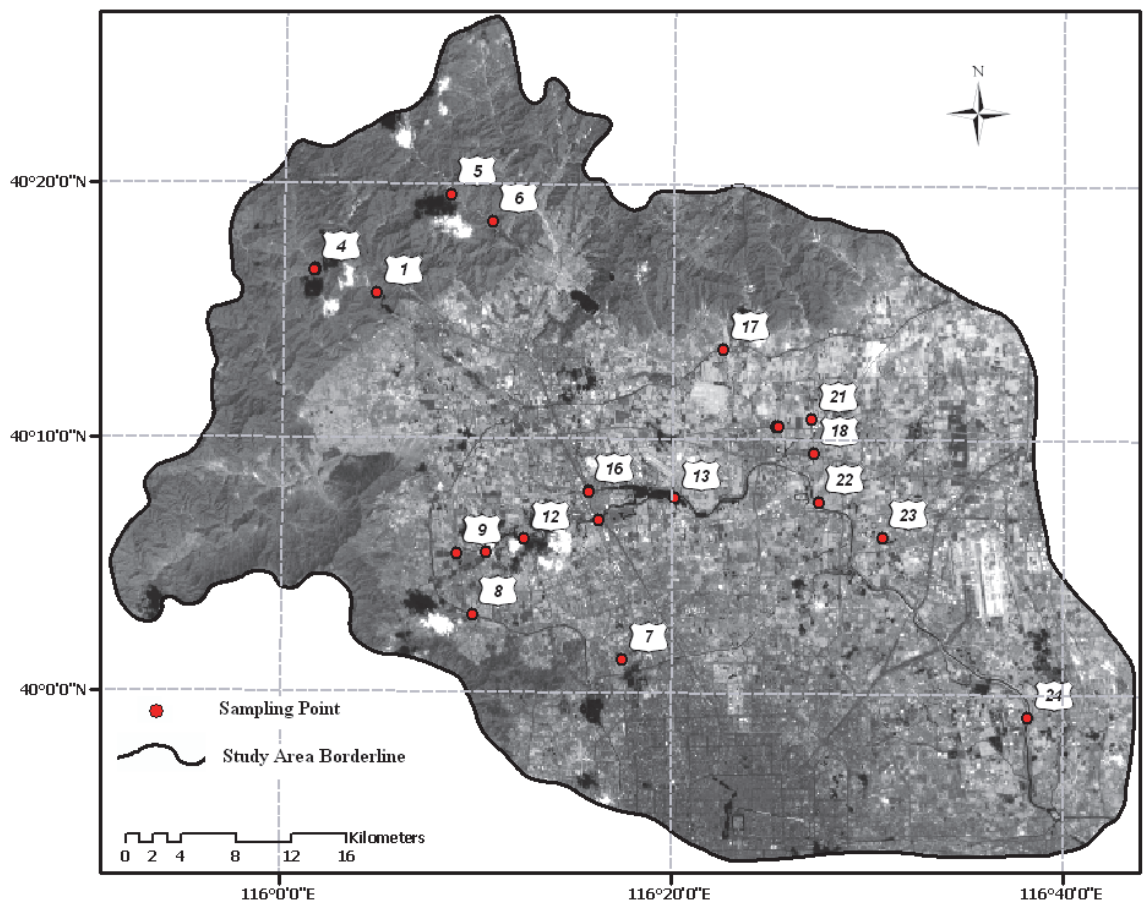 N
5
40°20'0"N
6
4
1
17
21
40°10'0"N
18
16
13
22
12
23
9
8
7
40°0'0"N
24
Sampling Point
Study Area Borderline
Kilometers
0 2 4 8 12 16
116°0'0"E
116°20'0"E
116°40'0"E